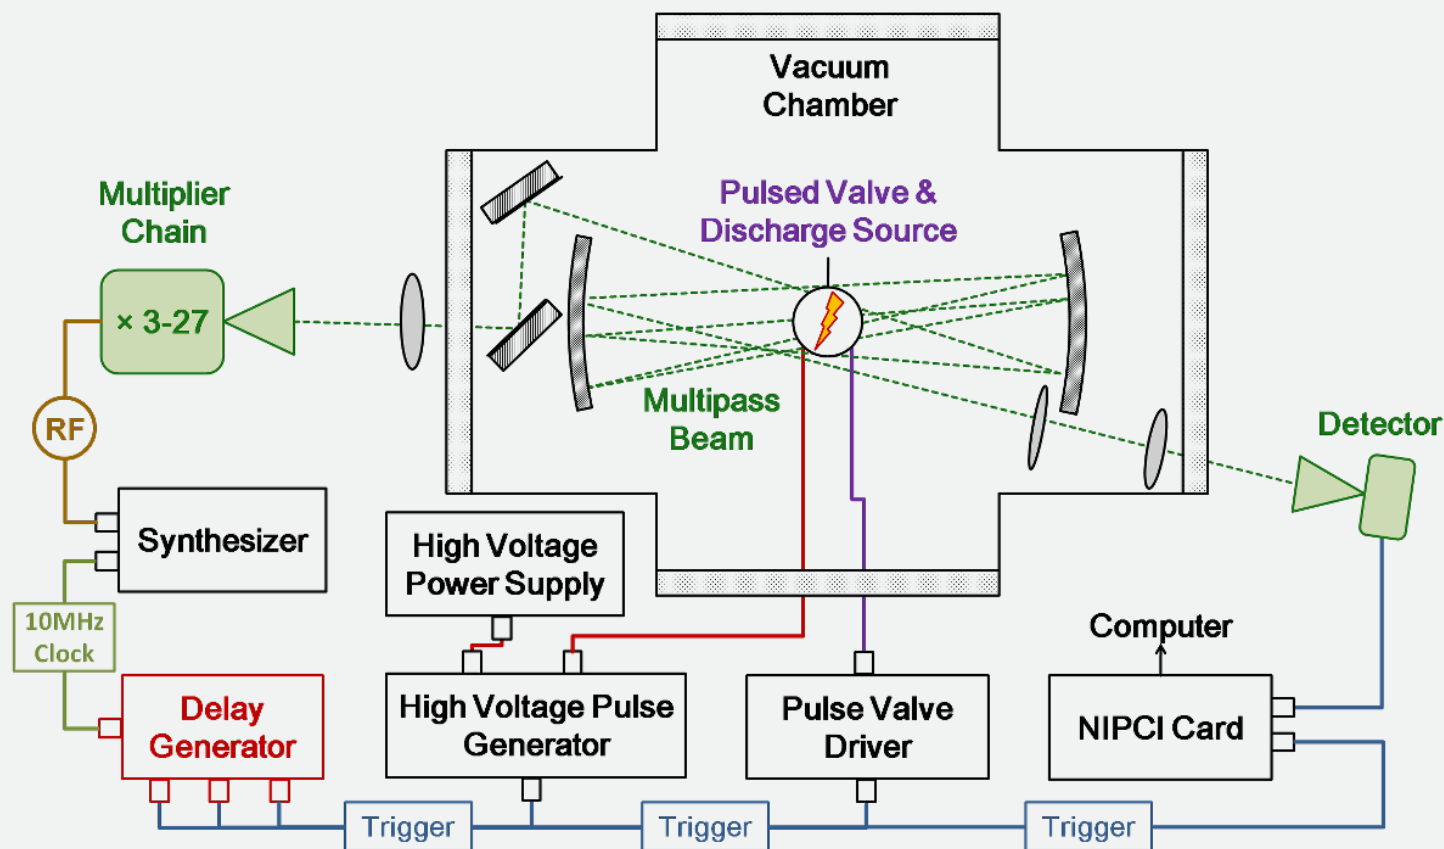 Vacuum
Chamber
Multiplier
Chain
Pulsed Valve &
Discharge Source
× 3-27
Multipass
Beam
RF
Detector
Synthesizer
High Voltage
Power Supply
10MHz
Clock
Computer
Delay
Generator
High Voltage Pulse
Generator
Pulse Valve
Driver
NIPCI Card
Trigger
Trigger
Trigger